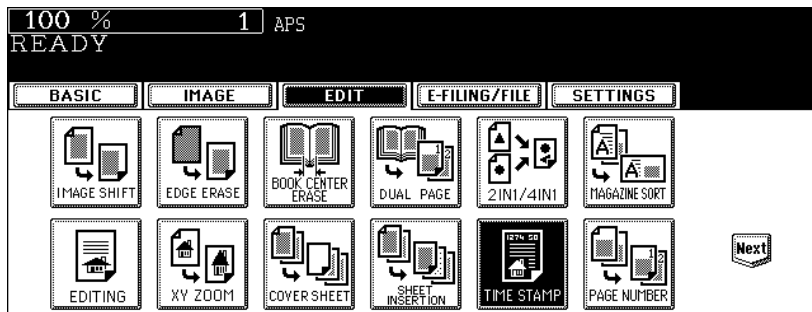 100 % 1 APS
READY
BASIC IMAGE EDIT E-FILING/FILE SETTINGS
IMAGE SHIFT EDGE ERASE BOOK CENTER ERASE DUAL PAGE 2IN1/4IN1 MAGAZINE SORT
EDITING XY ZOOM COVER SHEET SHEET INSERTION TIME STAMP PAGE NUMBER Next